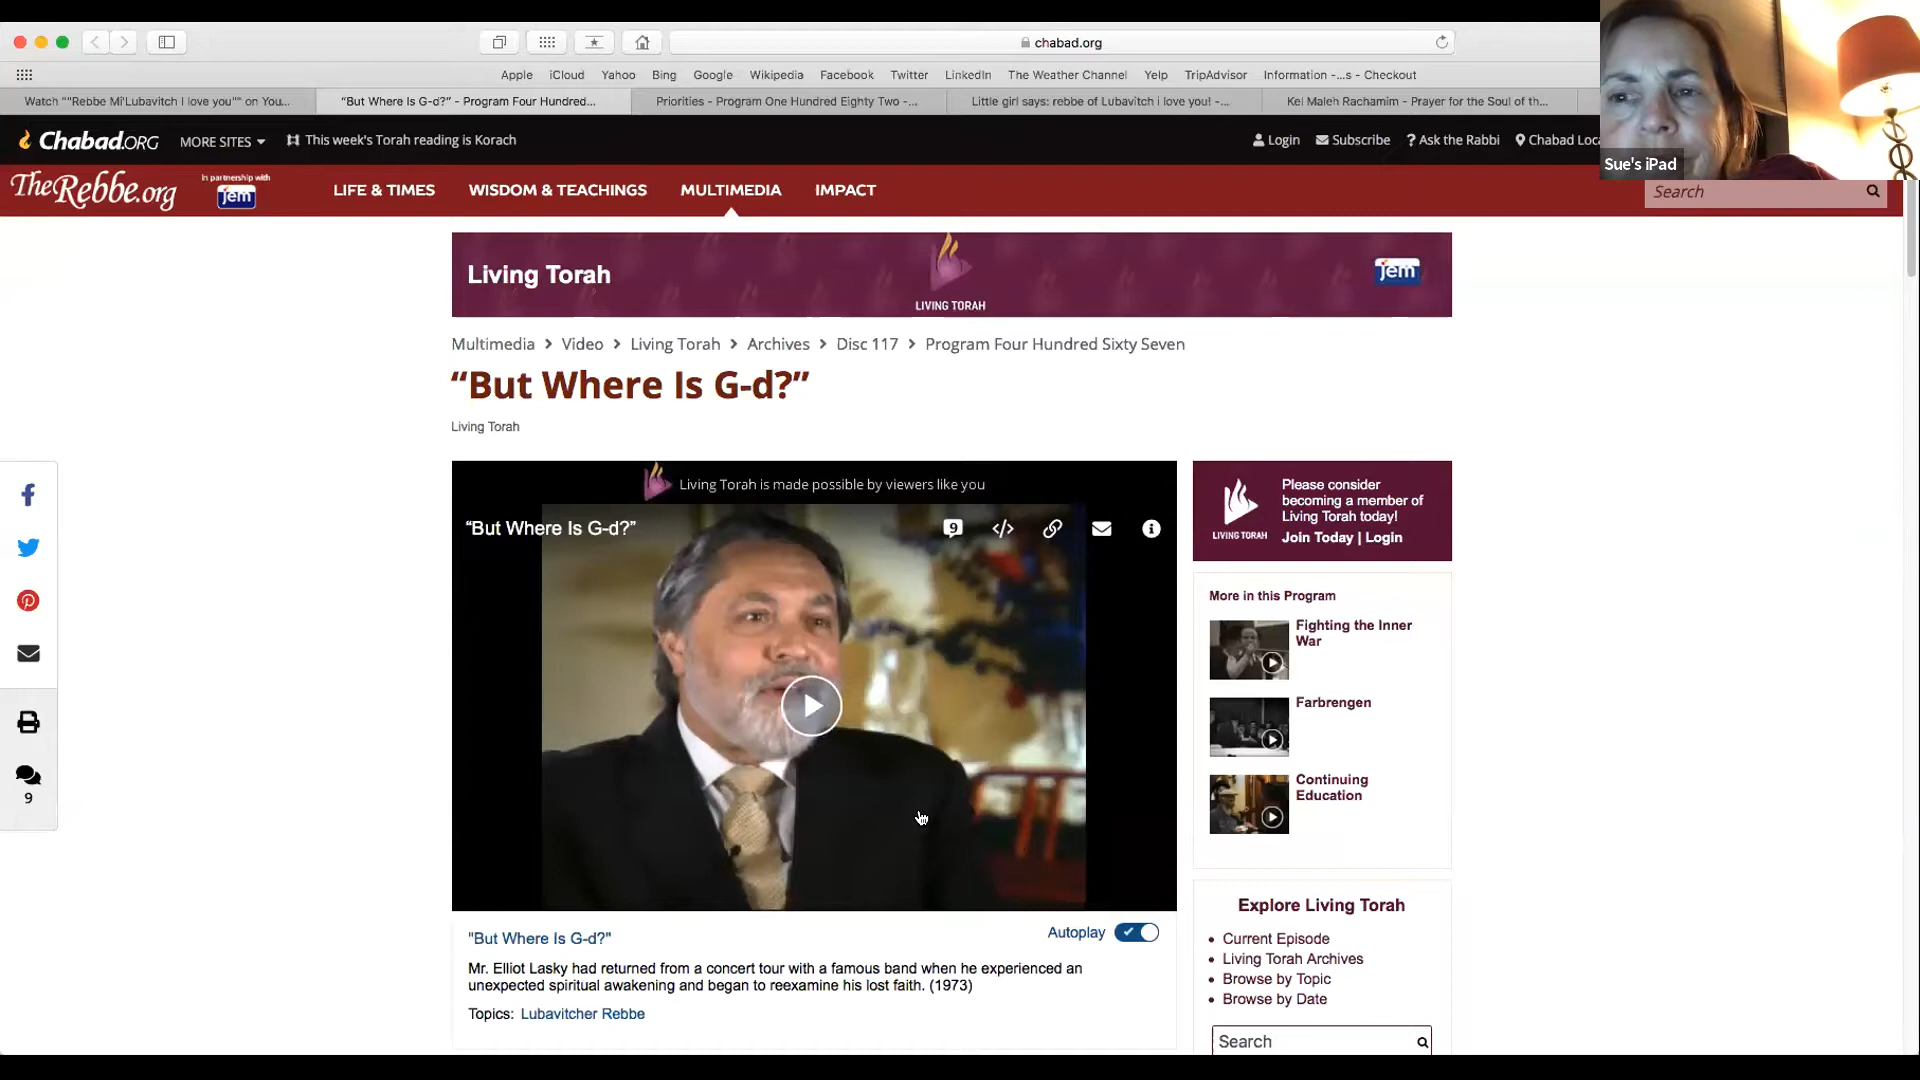 chabad.org
Apple iCloud Yahoo Bing Google Wikipedia Facebook Twitter LinkedIn The Weather Channel Yelp TripAdvisor Information -...s - Checkout
Watch ""Rebbe Mi'Lubavitch I love you"" on You...
“But Where Is G-d?” - Program Four Hundred...
Priorities - Program One Hundred Eighty Two -...
Little girl says: rebbe of Lubavitch i love you! -...
Kel Maleh Rachamim - Prayer for the Soul of th...
Chabad.ORG
MORE SITES
This week's Torah reading is Korach
Login
Subscribe
? Ask the Rabbi
Chabad Loca
Sue's iPad
TheRebbe.org
In partnership with
jem
LIFE & TIMES
WISDOM & TEACHINGS
MULTIMEDIA
IMPACT
Search
Living Torah
LIVING TORAH
jem
Multimedia > Video > Living Torah > Archives > Disc 117 > Program Four Hundred Sixty Seven
“But Where Is G-d?”
Living Torah
Living Torah is made possible by viewers like you
“But Where Is G-d?”
9
9
LIVING TORAH
Please consider
becoming a member of
Living Torah today!
Join Today | Login
More in this Program
Fighting the Inner
War
Farbrengen
Continuing
Education
"But Where Is G-d?"
Autoplay
Mr. Elliot Lasky had returned from a concert tour with a famous band when he experienced an
unexpected spiritual awakening and began to reexamine his lost faith. (1973)
Topics: Lubavitcher Rebbe
Explore Living Torah
Current Episode
Living Torah Archives
Browse by Topic
Browse by Date
Search